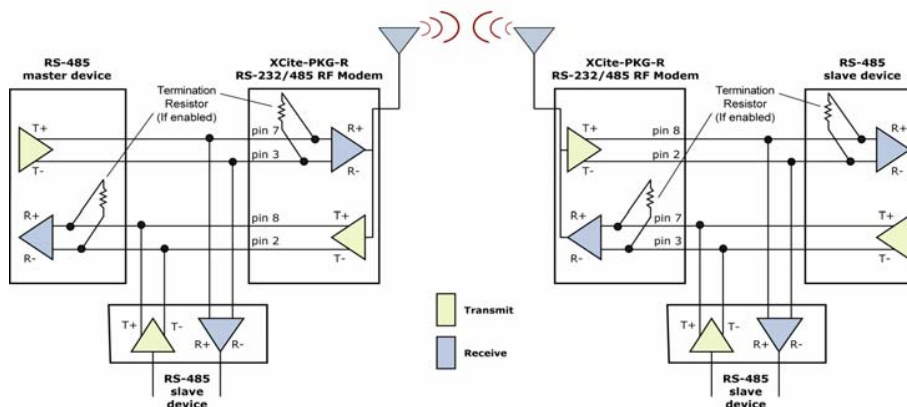 RS-485
master device
XCite-PKG-R
RS-232/485 RF Modem
Termination
Resistor
(If enabled)
T+
T-
R+
R-
pin 7
pin 3
pin 8
pin 2
R+
R-
T+
T-
T+
T-
R+
R-
RS-485
slave
device
Transmit
Receive
XCite-PKG-R
RS-232/485 RF Modem
RS-485
slave device
Termination
Resistor
(If enabled)
T+
T-
R+
R-
pin 8
pin 2
pin 7
pin 3
R+
R-
T+
T-
T+
T-
R+
R-
RS-485
slave
device